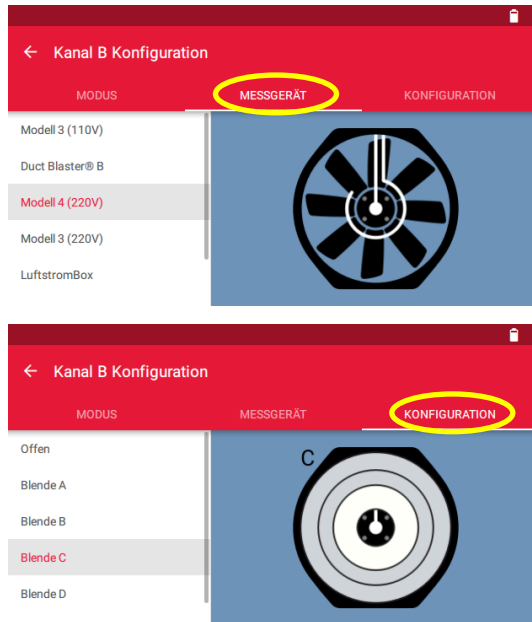 Kanal B Konfiguration
MODUS MESSGERÄT KONFIGURATION
Modell 3 (110V)
Duct Blaster® B
Modell 4 (220V)
Modell 3 (220V)
LuftstromBox
Kanal B Konfiguration
MODUS MESSGERÄT KONFIGURATION
Offen
C
Blende A
Blende B
Blende C
Blende D